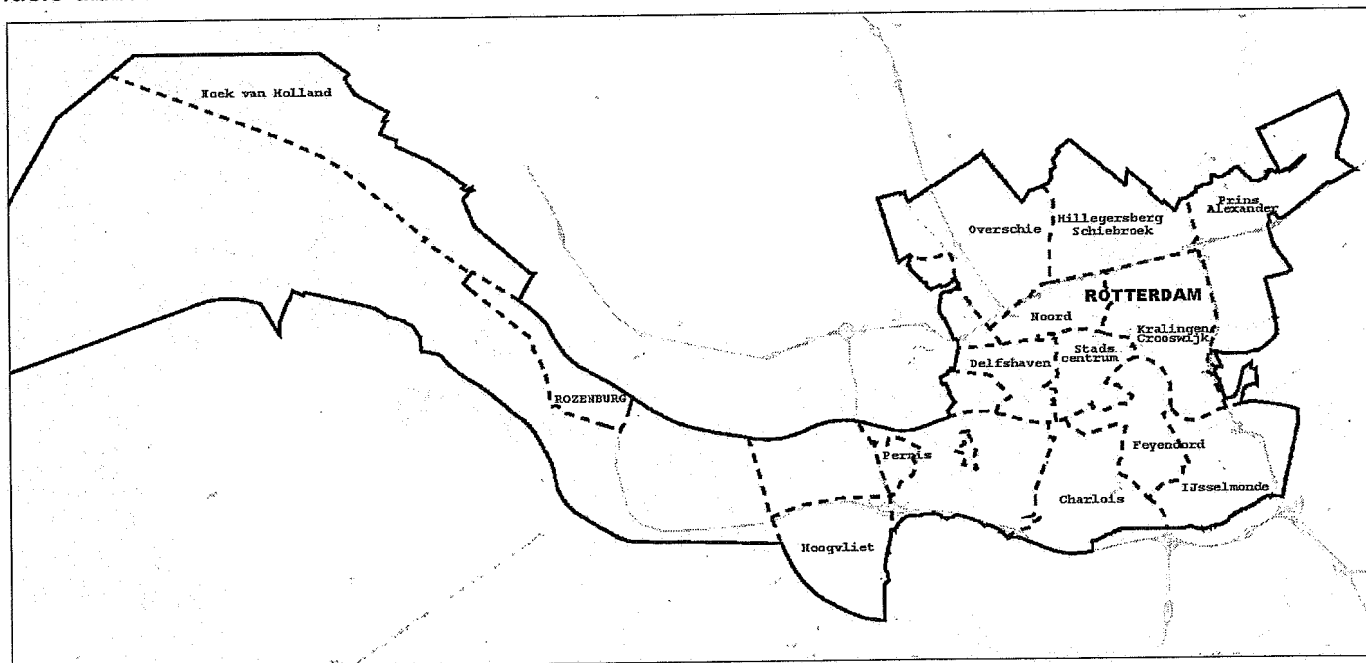 Hoek van Holland
Prins
Alexander
Overschie
Hillegersberg
Schiebroek
ROTTERDAM
Noord
Kralingen
Crooswijk
Stads
centrum
Delfshaven
ROZENBURG
Pernis
Feyenoord
IJsselmonde
Charlois
Hoogvliet